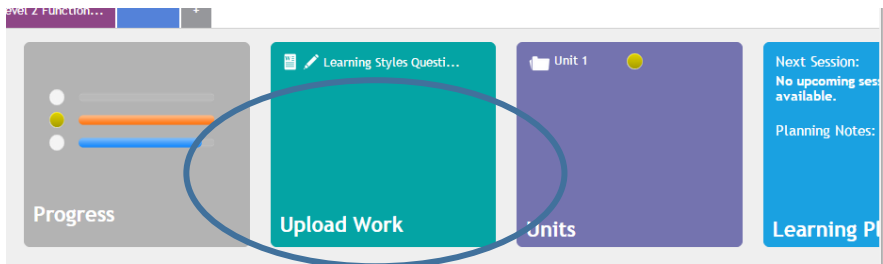 evel 2 Function...
+
Learning Styles Questi...
Unit 1
Next Session:
No upcoming ses
available.
Planning Notes:
Progress
Upload Work
Units
Learning Pl